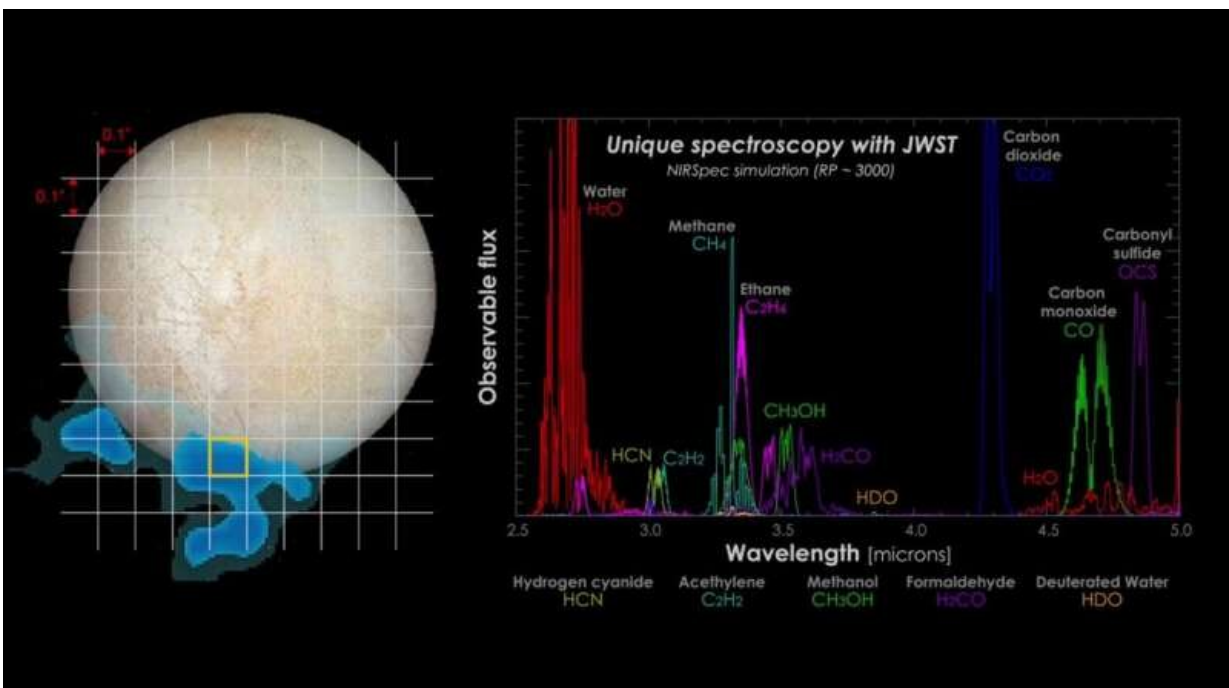 0.1"
0.1"
Unique spectroscopy with JWST
NIRSpec simulation (RP ~ 3000)
Observable flux
Water
H₂O
Methane
CH₄
Ethane
C₂H₄
HCN
C₂H₂
CH₃OH
H₂CO
HDO
Carbon
dioxide
CO₂
Carbonyl
sulfide
OCS
Carbon
monoxide
CO
H₂O
2.5 3.0 3.5 4.0 4.5 5.0
Wavelength [microns]
Hydrogen cyanide Acethylene Methanol Formaldehyde Deuterated Water
HCN C₂H₂ CH₃OH H₂CO HDO